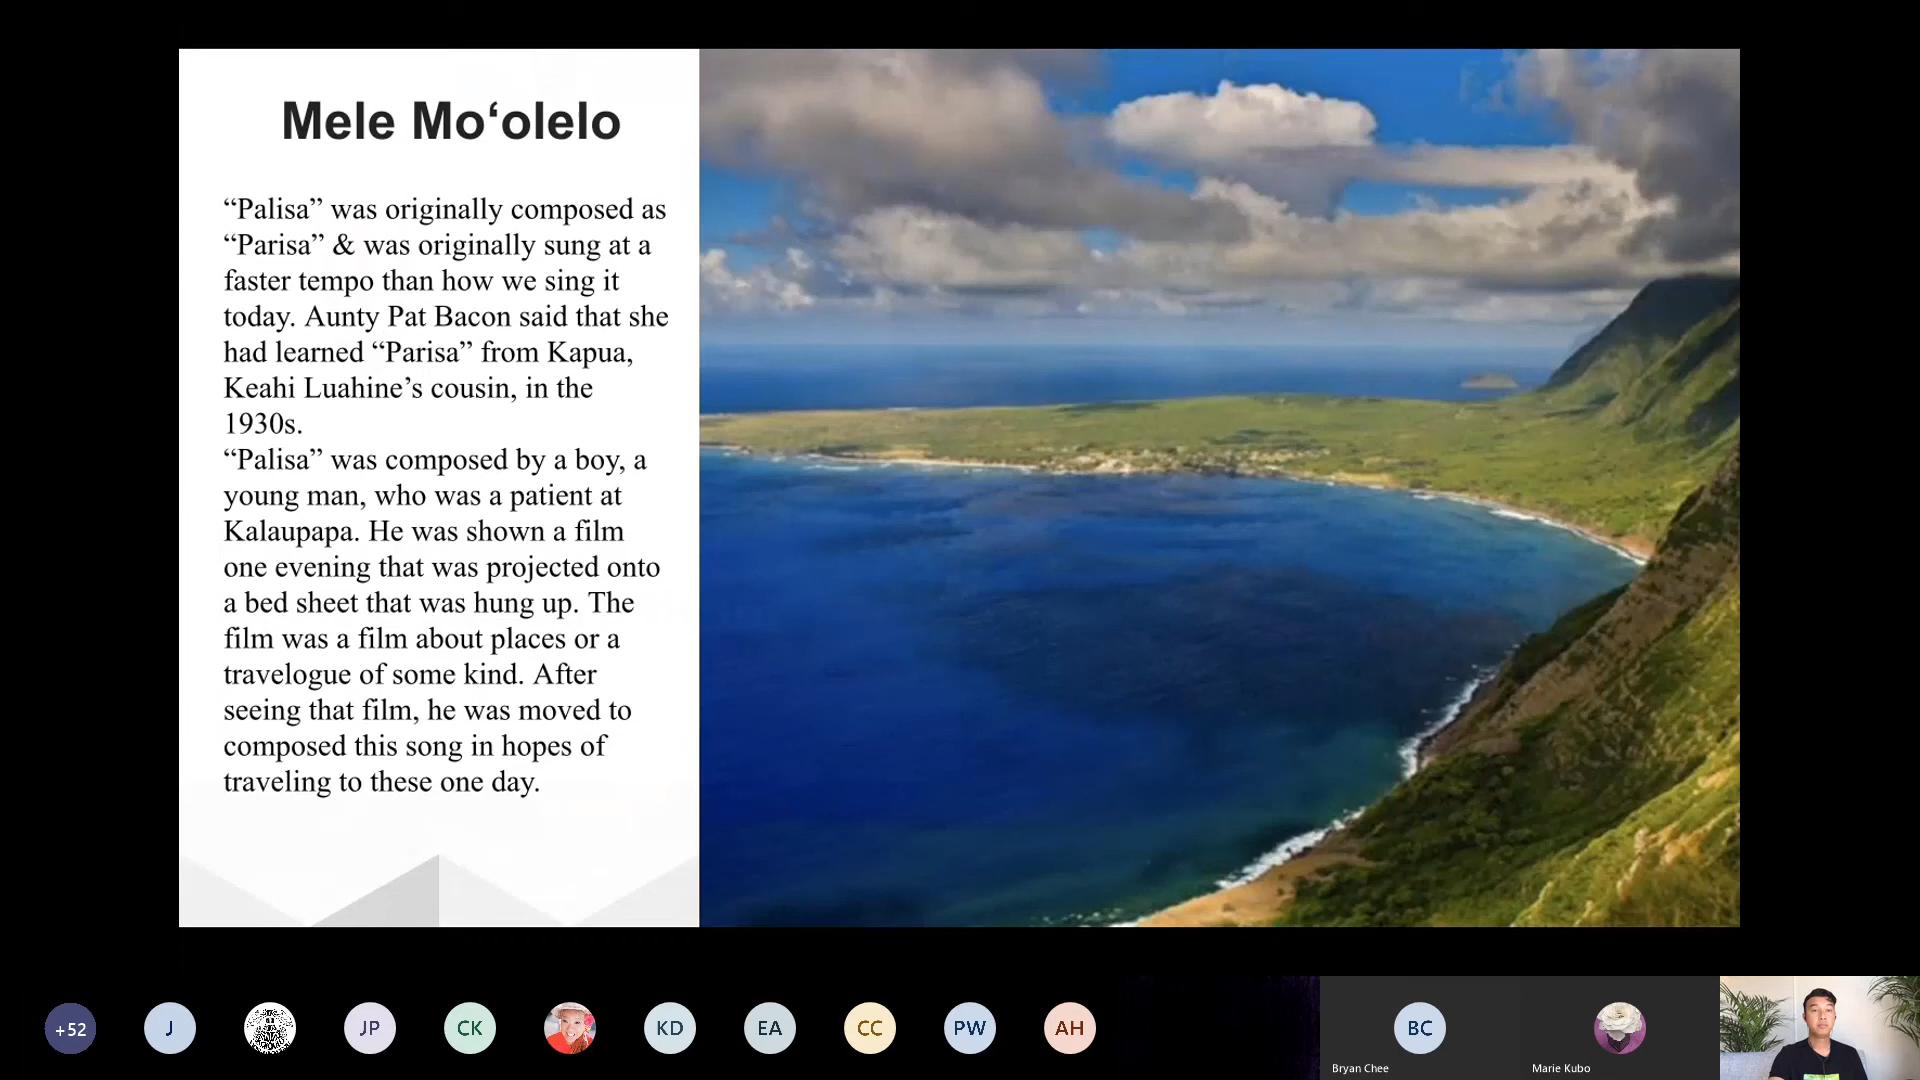 Mele Moʻolelo
“Palisa” was originally composed as
“Parisa” & was originally sung at a
faster tempo than how we sing it
today. Aunty Pat Bacon said that she
had learned “Parisa” from Kapua,
Keahi Luahine’s cousin, in the
1930s.
“Palisa” was composed by a boy, a
young man, who was a patient at
Kalaupapa. He was shown a film
one evening that was projected onto
a bed sheet that was hung up. The
film was a film about places or a
travelogue of some kind. After
seeing that film, he was moved to
composed this song in hopes of
traveling to these one day.
+52
J
JP
CK
KD
EA
CC
PW
AH
BC
Bryan Chee
Marie Kubo